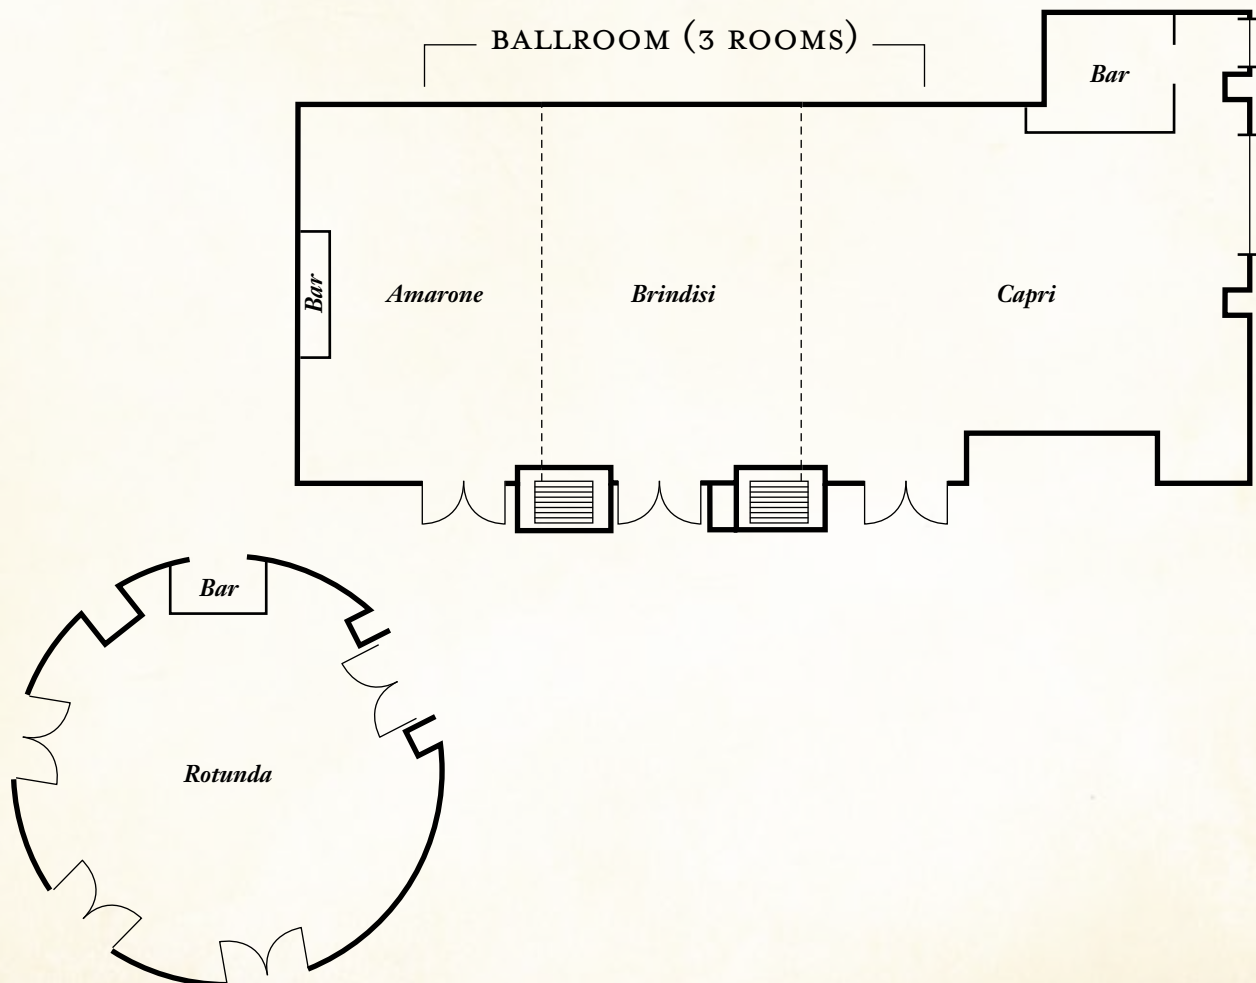 BALLROOM (3 ROOMS)
Bar
Bar
Amarone
Brindisi
Capri
Bar
Rotunda